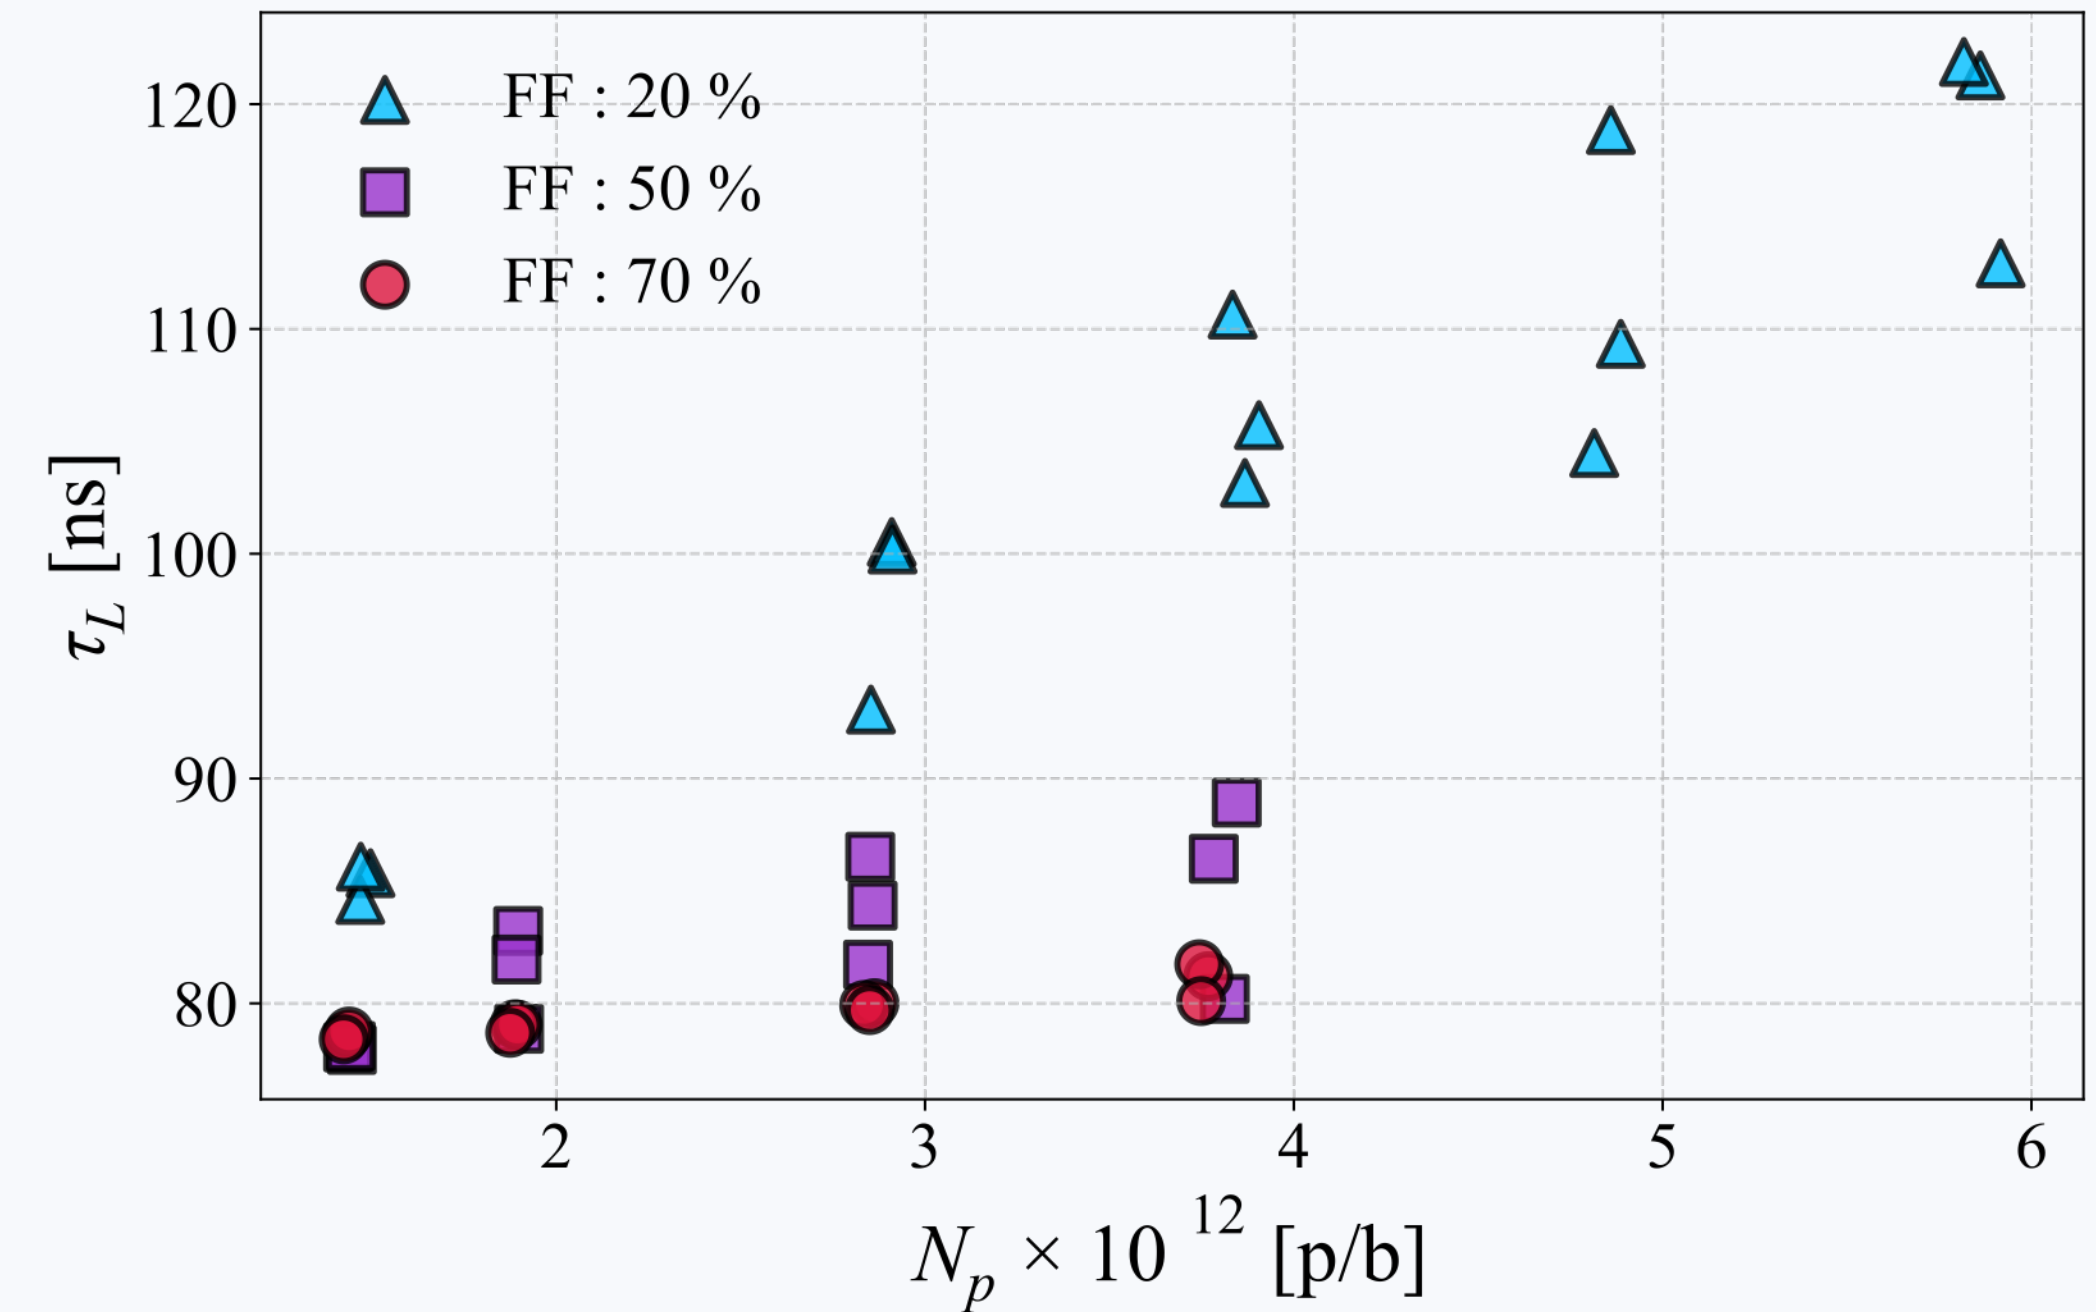 FF : 20 %
FF : 50 %
FF : 70 %
τL [ns]
120
110
100
90
80
2 3 4 5 6
Np × 10 12 [p/b]